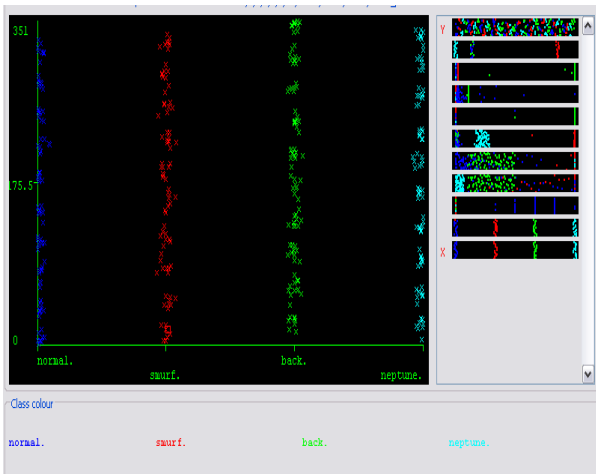 351
Y
175.5
X
0
normal.
back.
smurf.
neptune.
Class colour
normal. smurf. back. neptune.